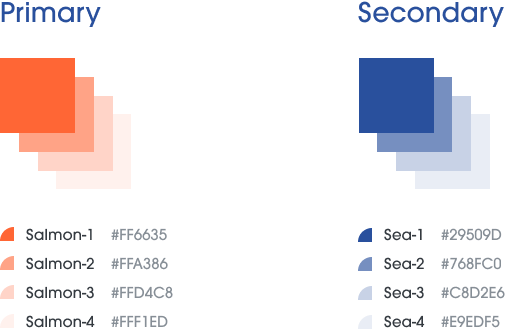 Primary
Secondary
Salmon-1 #FF6635
Salmon-2 #FFA386
Salmon-3 #FFD4C8
Salmon-4 #FFF1ED
Sea-1 #29509D
Sea-2 #768FC0
Sea-3 #C8D2E6
Sea-4 #E9EDF5